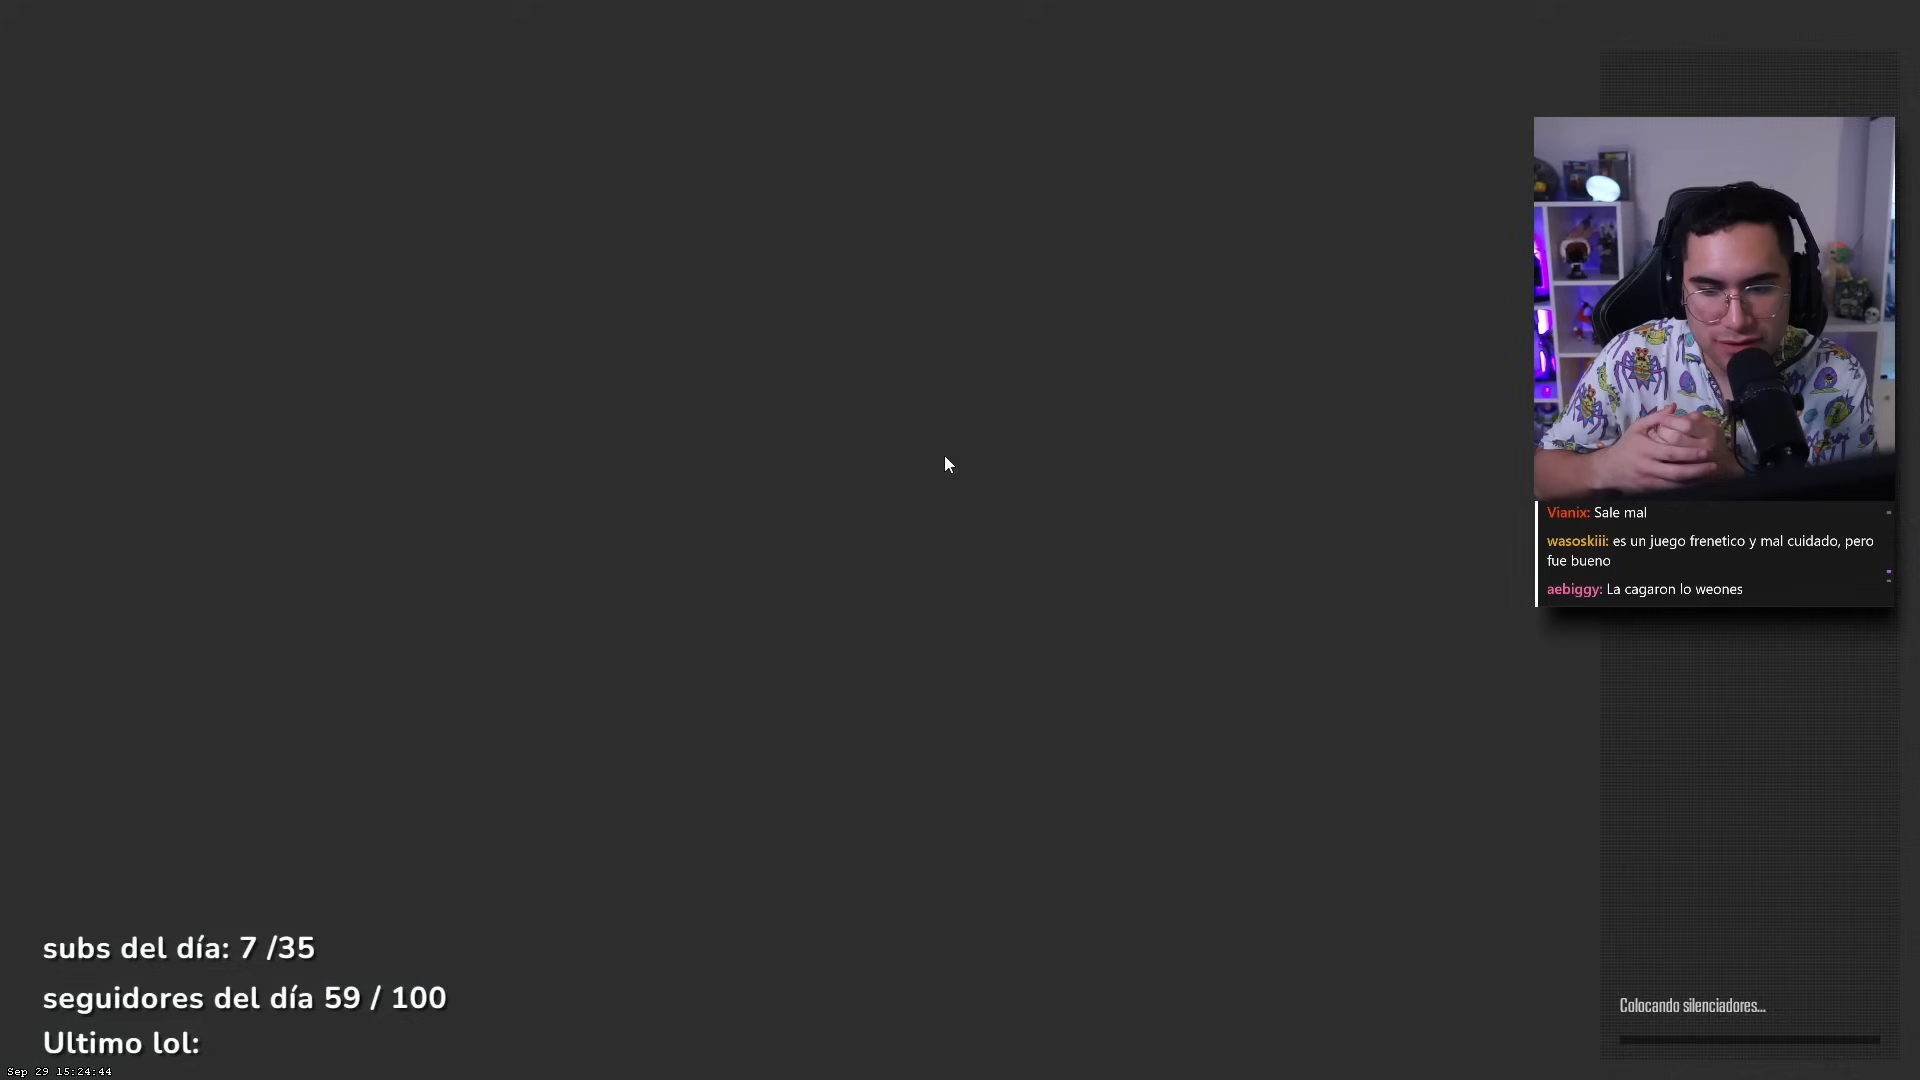 Vianix: Sale mal
wasoskiii: es un juego frenetico y mal cuidado, pero
fue bueno
aebiggy: La cagaron lo weones
subs del día: 7 /35
seguidores del día 59 / 100
Colocando silenciadores...
Ultimo lol:
Sep 29 15:24:44